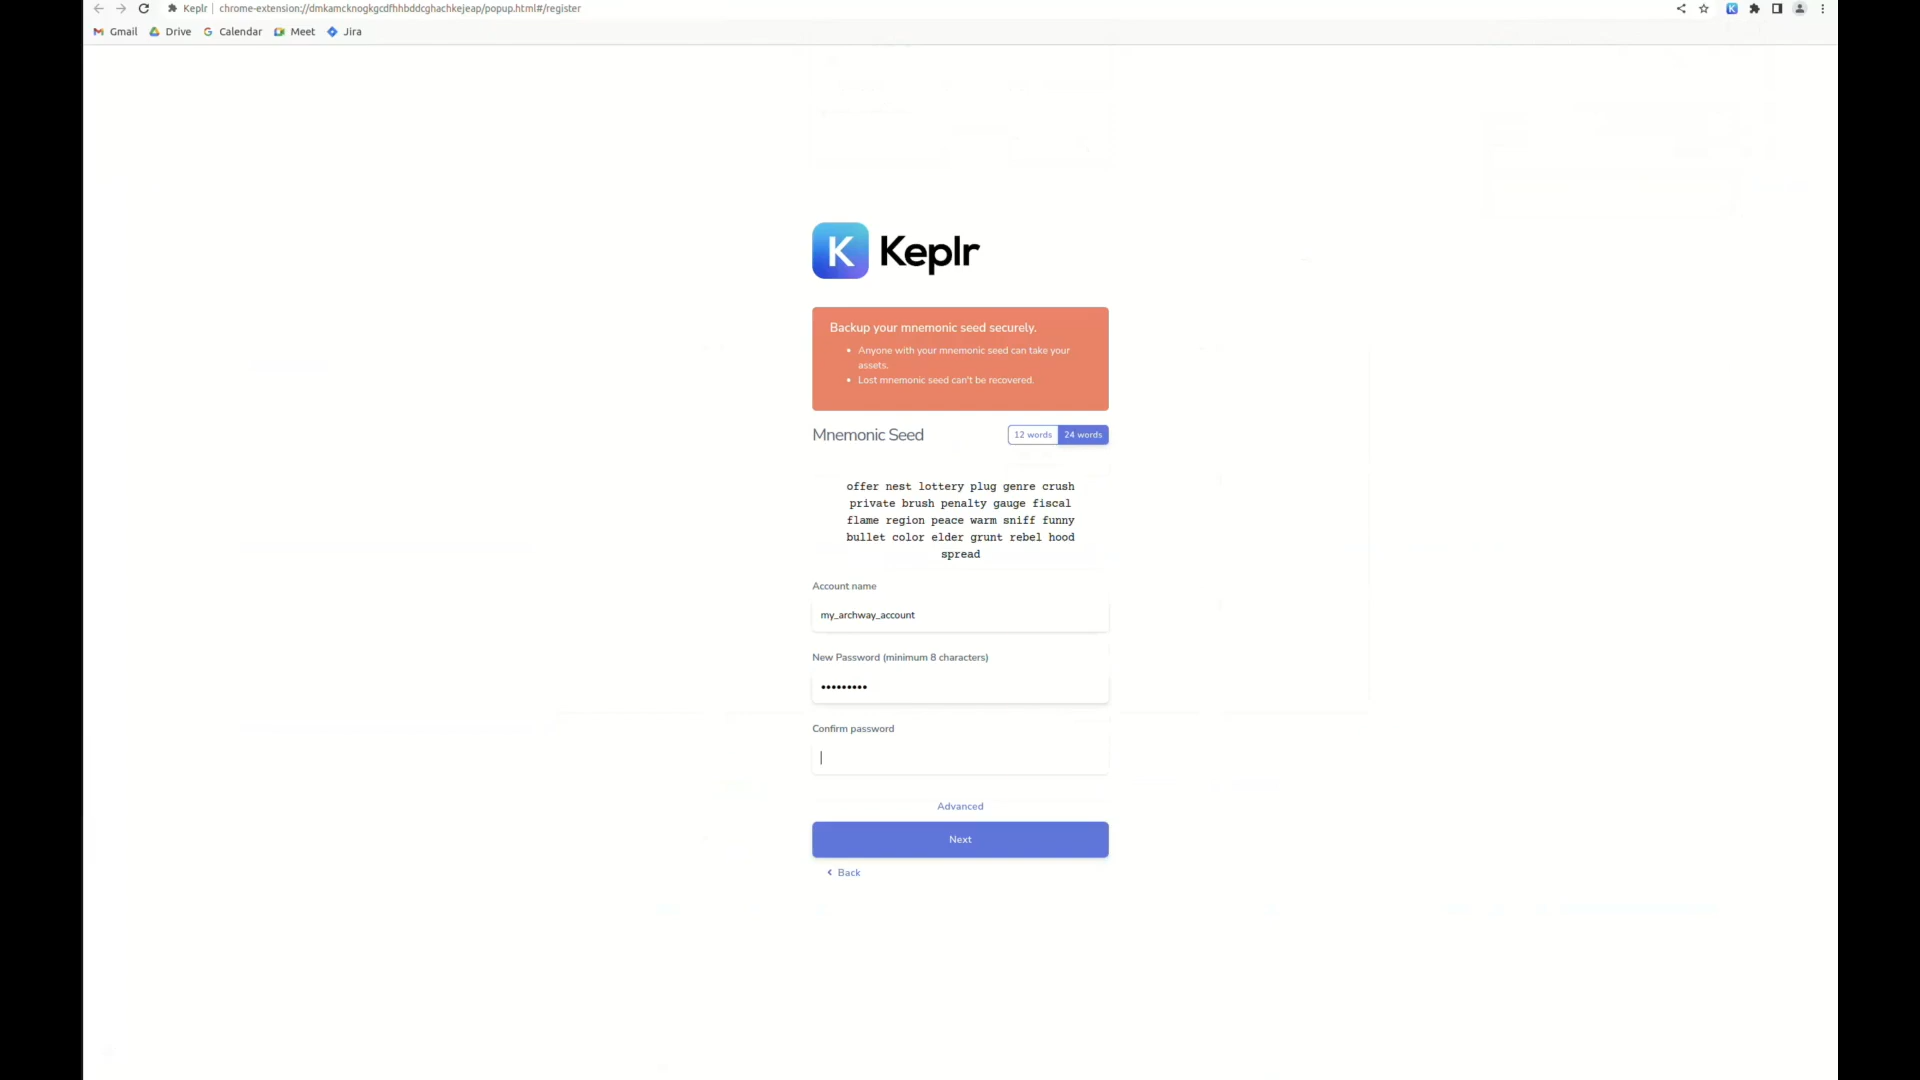 Keplr | chrome-extension://dmkamcknogkgcdfhhbddcghachkejeap/popup.html#/register
Gmail Drive Calendar Meet Jira
K Keplr
Backup your mnemonic seed securely.
• Anyone with your mnemonic seed can take your
assets.
• Lost mnemonic seed can't be recovered.
Mnemonic Seed 12 words 24 words
offer nest lottery plug genre crush
private brush penalty gauge fiscal
flame region peace warm sniff funny
bullet color elder grunt rebel hood
spread
Account name
my_archway_account
New Password (minimum 8 characters)
•••••••••
Confirm password
Advanced
Next
Back